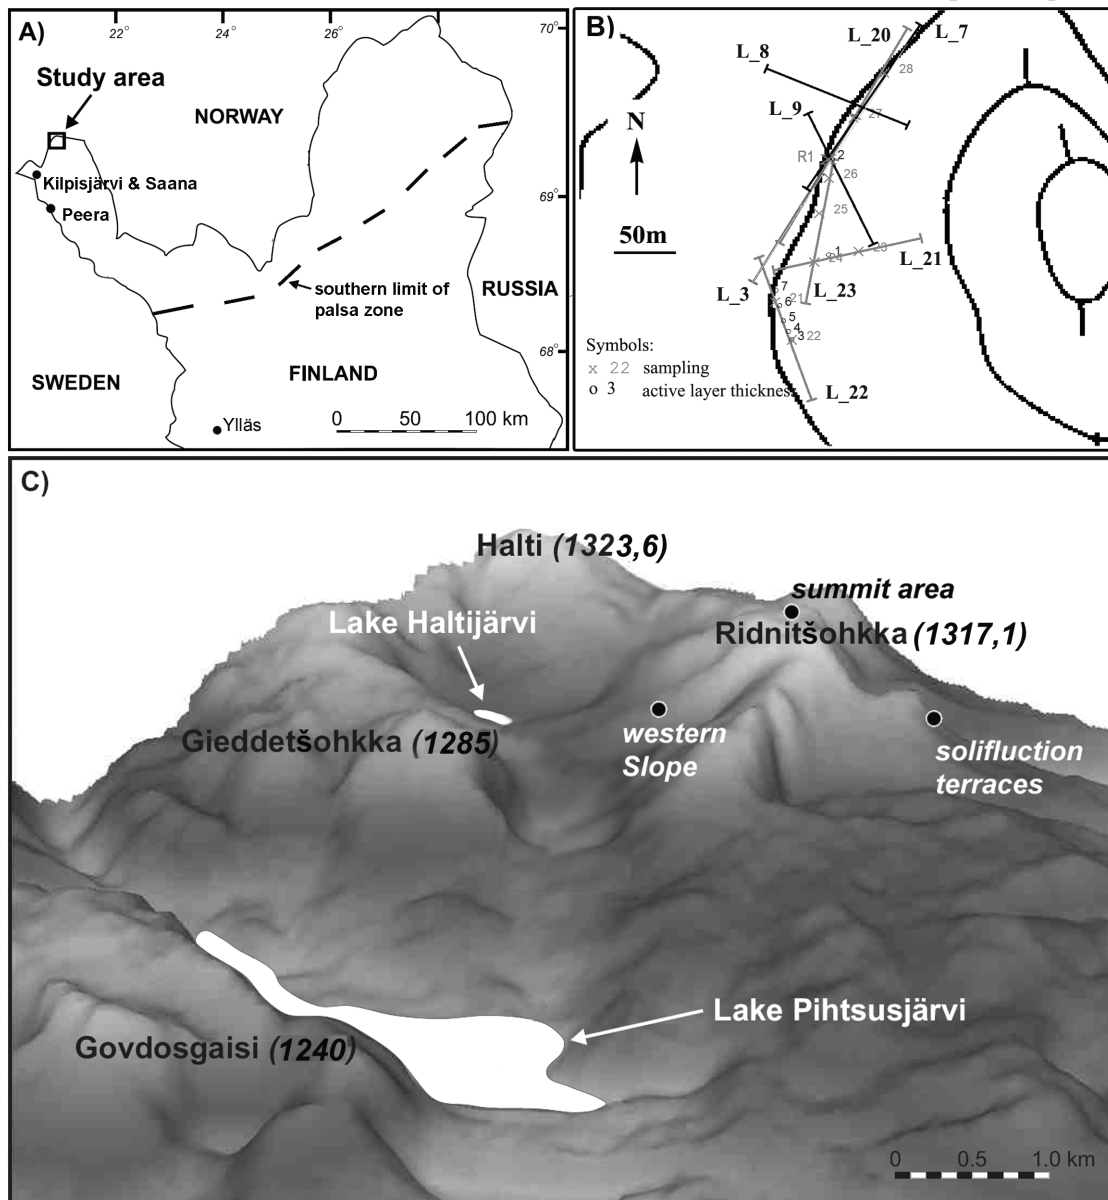 A)
22°
24°
26°
70°
Study area
NORWAY
Kilpisjärvi & Saana
Peera
69°
southern limit of
palsa zone
RUSSIA
68°
SWEDEN
FINLAND
0 50 100 km
Ylläs
B)
L_20
L_7
L_8
28
L_9
27
N
R1
2
26
25
50m
1
24
L_21
L_3
7
L_23
6
21
5
4
3
22
Symbols:
x 22 sampling
o 3 active layer thickness
L_22
C)
Halti (1323,6)
summit area
Lake Haltijärvi
Ridnitšohkka (1317,1)
Gieddetšohkka (1285)
western
Slope
solifluction
terraces
Lake Pihtsusjärvi
Govdosgaisi (1240)
0 0.5 1.0 km